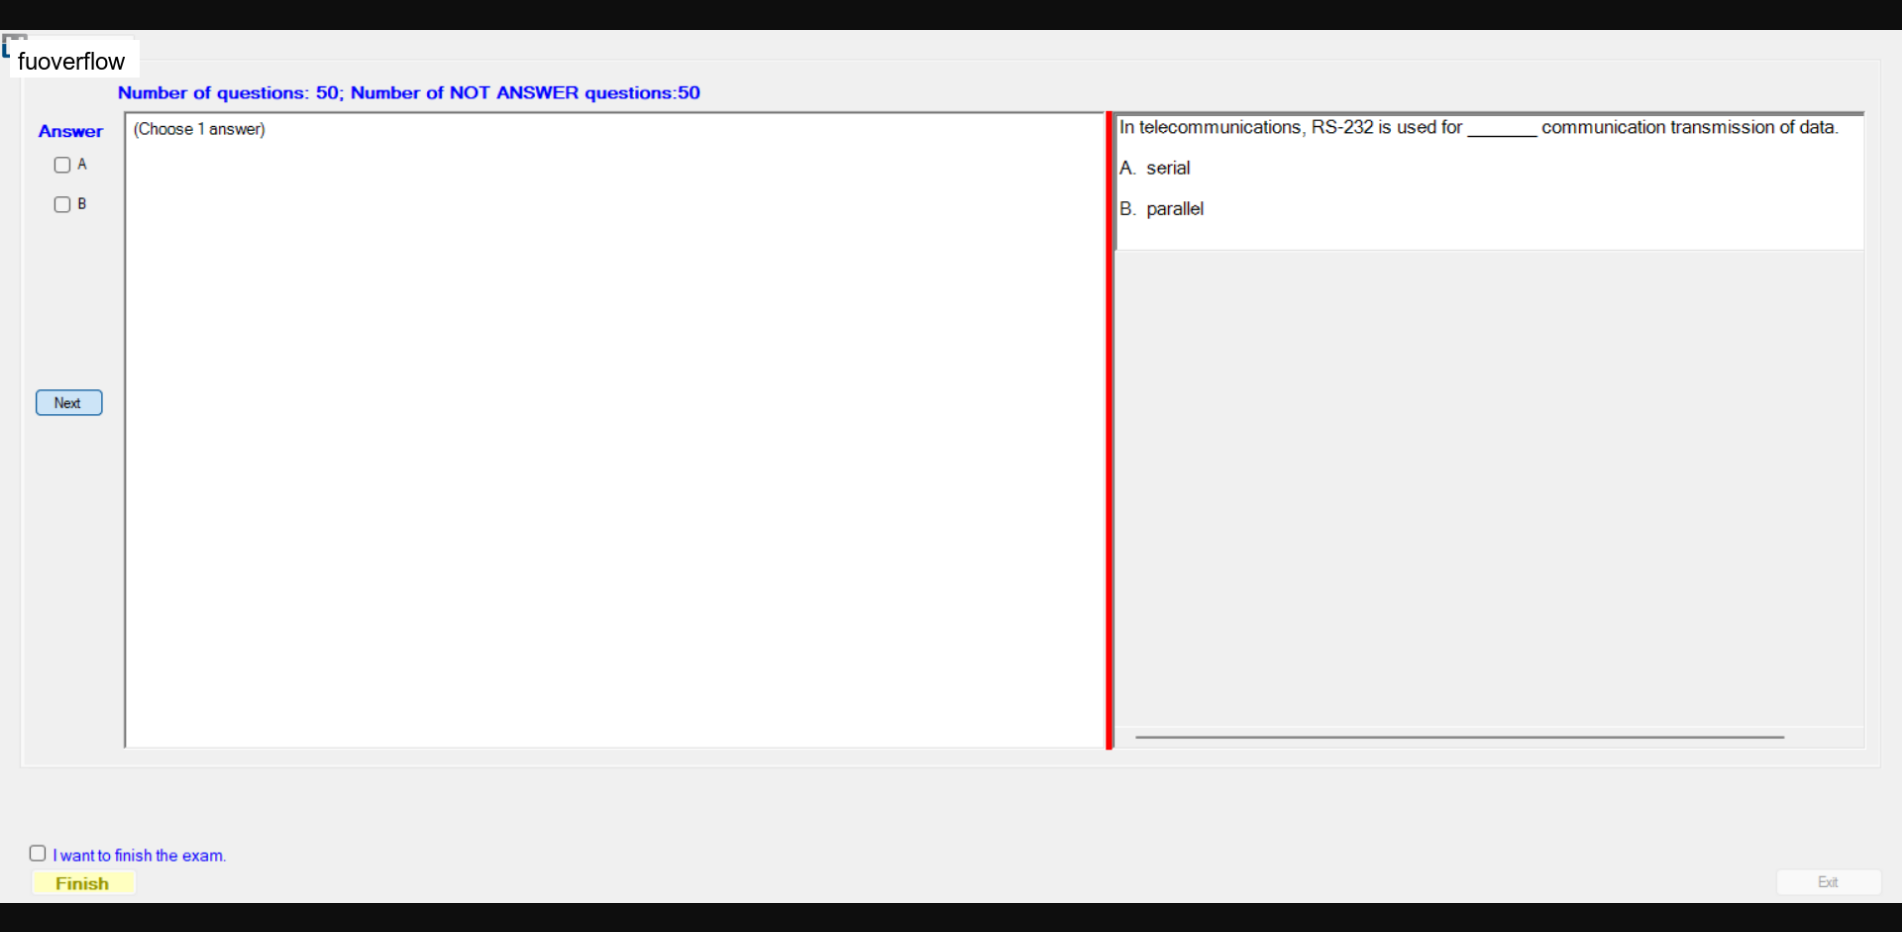 fuoverflow
Number of questions: 50; Number of NOT ANSWER questions:50
Answer
A
B
Next
(Choose 1 answer)
In telecommunications, RS-232 is used for _______ communication transmission of data.
A. serial
B. parallel
I want to finish the exam.
Finish
Exit